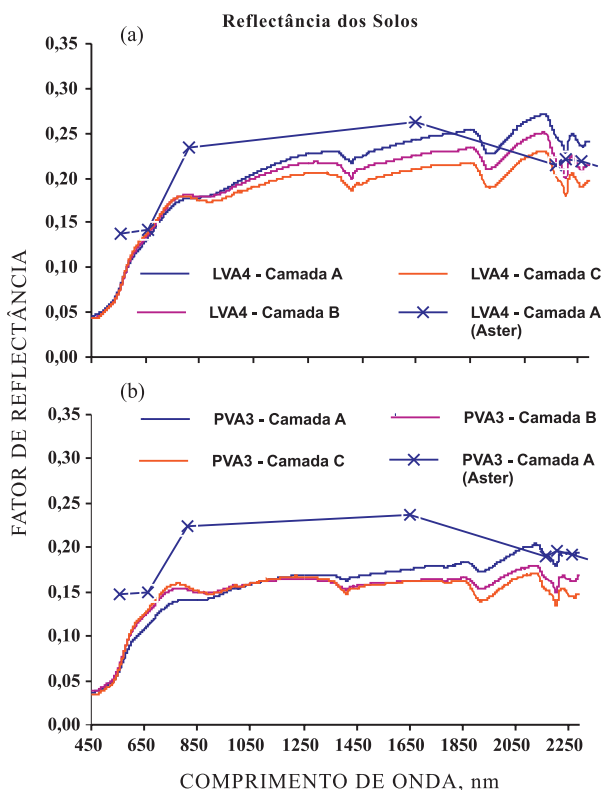 Reflectância dos Solos
FATOR DE REFLECTÂNCIA
(a)
0,35
0,30
0,25
0,20
0,15
0,10
0,05
0,00
LVA4 - Camada A
LVA4 - Camada C
LVA4 - Camada B
LVA4 - Camada A
(Aster)
(b)
0,35
0,30
0,25
0,20
0,15
0,10
0,05
0,00
PVA3 - Camada A
PVA3 - Camada B
PVA3 - Camada C
PVA3 - Camada A
(Aster)
450 650 850 1050 1250 1450 1650 1850 2050 2250
COMPRIMENTO DE ONDA, nm